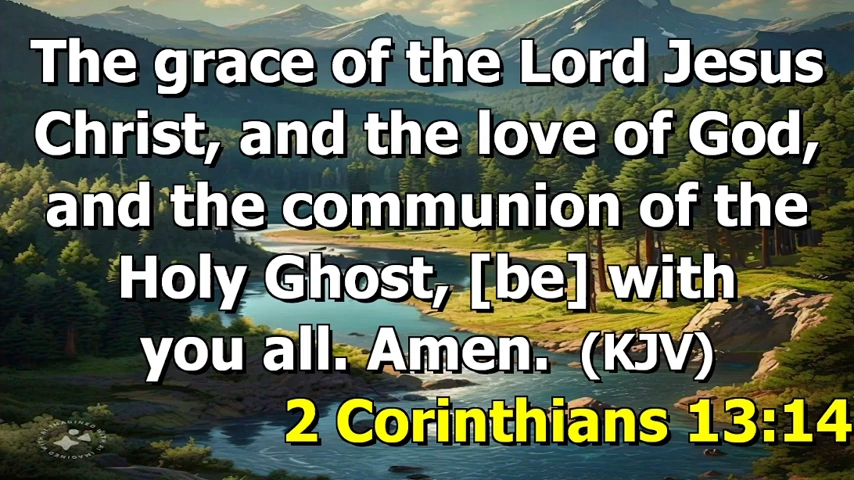 The grace of the Lord Jesus
Christ, and the love of God,
and the communion of the
Holy Ghost, [be] with
you all. Amen. (KJV)
2 Corinthians 13:14
IMAGINED